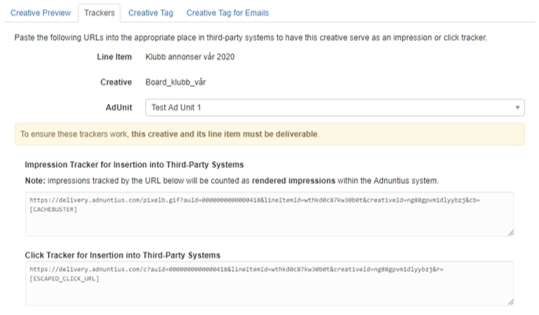 Creative Preview Trackers Creative Tag Creative Tag for Emails
Paste the following URLs into the appropriate place in third-party systems to have this creative serve as an impression or click tracker.
Line Item Klubb annonser vår 2020
Creative Board_klubb_vår
AdUnit Test Ad Unit 1
To ensure these trackers work, this creative and its line item must be deliverable.
Impression Tracker for Insertion into Third-Party Systems
Note: impressions tracked by the URL below will be counted as rendered impressions within the Adnuntius system.
https://delivery.adnuntius.com/pixelb.gif?auId=0000000000000418&lineItemId=wthkd0c87kw30b0t&creativeId=ng88gpvmldlyybzj&cb=
[CACHEBUSTER]
Click Tracker for Insertion into Third-Party Systems
https://delivery.adnuntius.com/c?auId=0000000000000418&lineItemId=wthkd0c87kw30b0t&creativeId=ng88gpvmldlyybzj&r=
[ESCAPED_CLICK_URL]